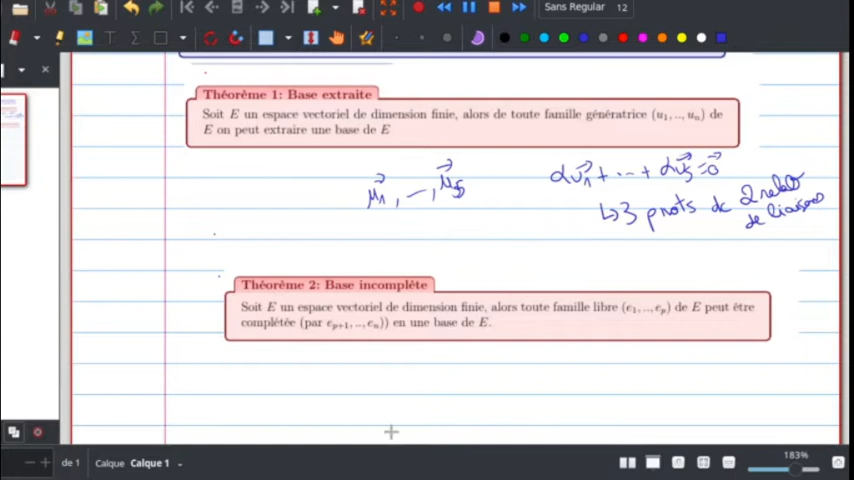 Sans Regular 12
Théorème 1: Base extraite
Soit E un espace vectoriel de dimension finie, alors de toute famille génératrice (u₁,..,uₙ) de
E on peut extraire une base de E
u⃗₁, ..., u⃗₅
αu⃗₁ + ... + αu⃗₅ = 0⃗
↳ 3 de 2
de liaisons
Théorème 2: Base incomplète
Soit E un espace vectoriel de dimension finie, alors toute famille libre (e₁,..,eₚ) de E peut être
complétée (par eₚ₊₁,..,eₙ)) en une base de E.
de 1 Calque Calque 1 183%